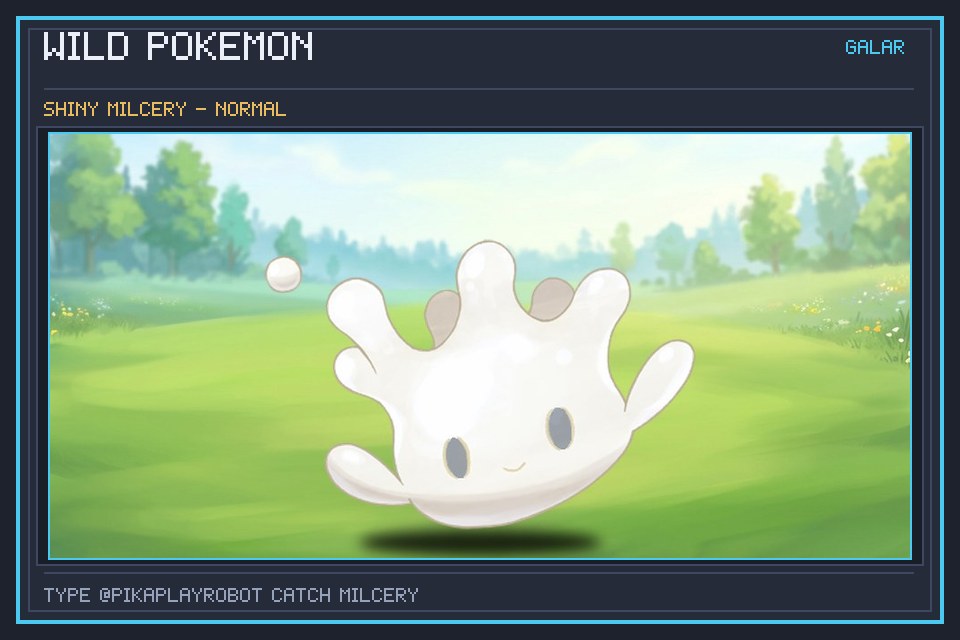 WILD POKEMON
GALAR
SHINY MILCERY - NORMAL
TYPE @PIKAPLAYROBOT CATCH MILCERY